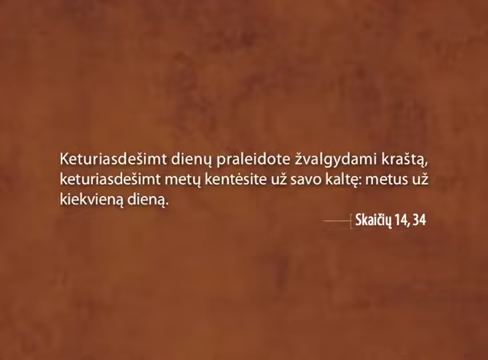 Keturiasdešimt dienų praleidote žvalgydami kraštą,
keturiasdešimt metų kentėsite už savo kaltę: metus už
kiekvieną dieną.
Skaičių 14, 34